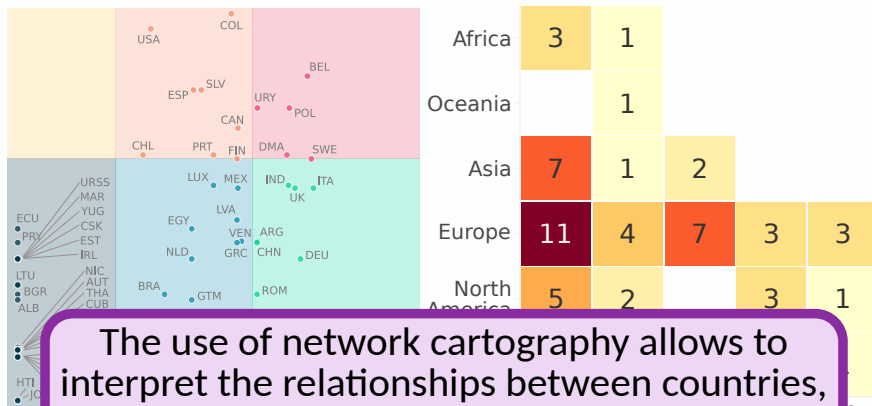 COL
USA
BEL
ESP SLV
URY
POL
CAN
CHL PRT FIN DMA SWE
LUX MEX IND UK ITA
URSS
MAR
YUG
CSK
EST
IRL
ECU
PRY
LVA
EGY VEN ARG
NLD GRC CHN DEU
NIC
AUT
THA
CUB
LTU
BGR
ALB
BRA GTM ROM
HTI
Africa 3 1
Oceania 1
Asia 7 1 2
Europe 11 4 7 3 3
North 5 2 3 1
America
The use of network cartography allows to
interpret the relationships between countries,